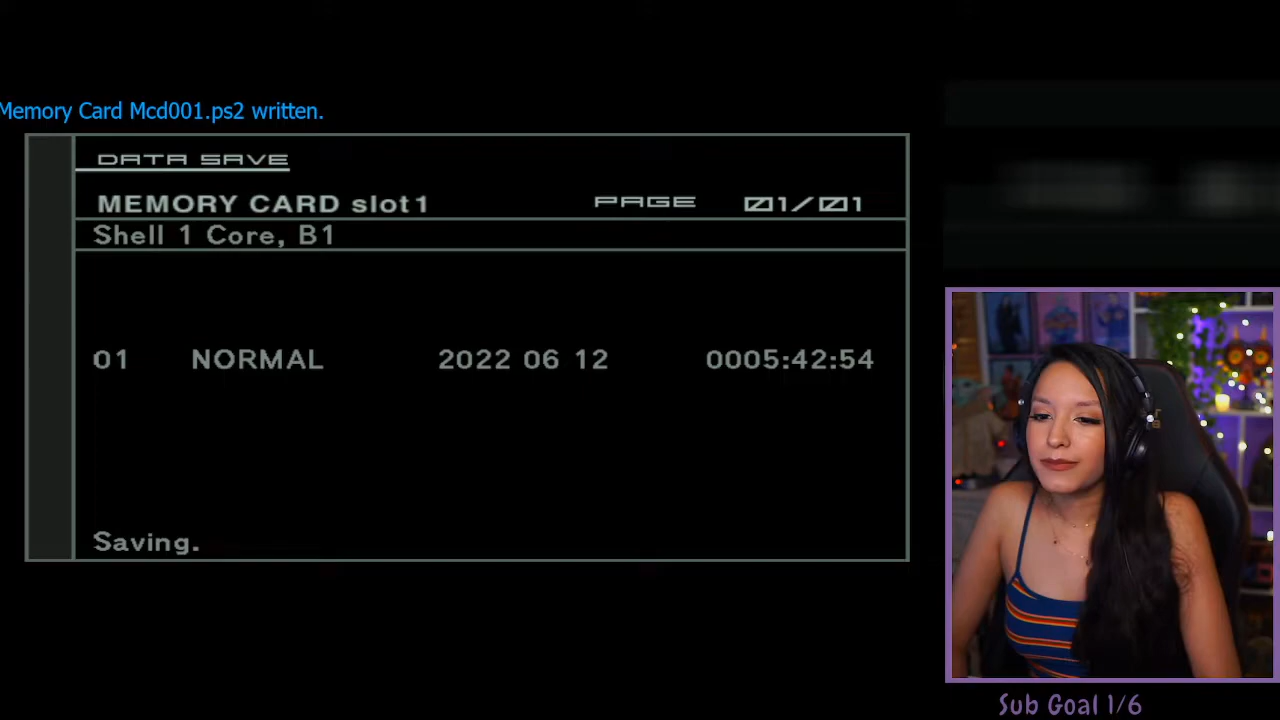 Memory Card Mcd001.ps2 written.
DATA SAVE
MEMORY CARD slot1 PAGE 01/01
Shell 1 Core, B1
01 NORMAL 2022 06 12 0005:42:54
Saving.
Sub Goal 1/6